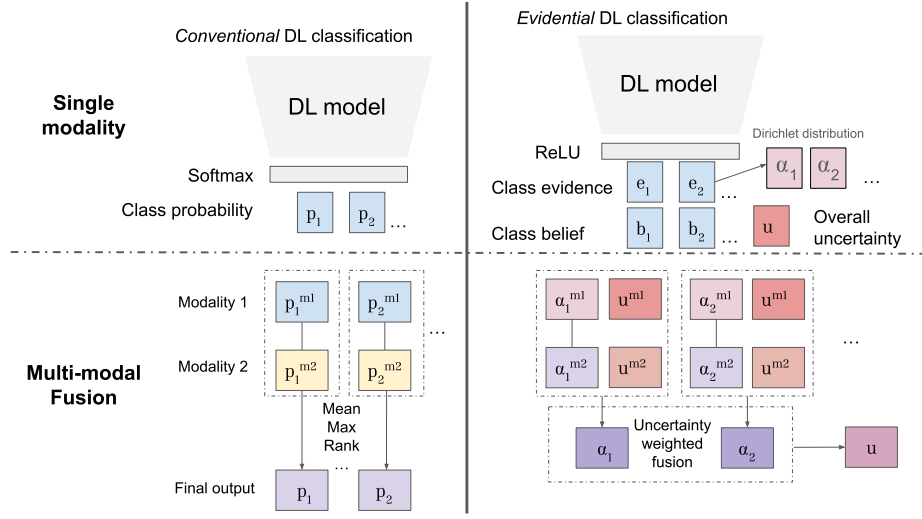 Conventional DL classification
DL model
Single
modality
Softmax
Class probability
p₁ p₂ ...
Evidential DL classification
DL model
Dirichlet distribution
ReLU
Class evidence
e₁ e₂ ...
α₁ α₂ ...
Class belief
b₁ b₂ ...
u
Overall
uncertainty
Multi-modal
Fusion
Modality 1
p₁ᵐ¹ p₂ᵐ¹
...
Modality 2
p₁ᵐ² p₂ᵐ²
Mean
Max
Rank
...
Final output
p₁ p₂
α₁ᵐ¹ uᵐ¹ α₂ᵐ¹ uᵐ¹
...
α₁ᵐ² uᵐ² α₂ᵐ² uᵐ²
Uncertainty
weighted
fusion
α₁ α₂
u